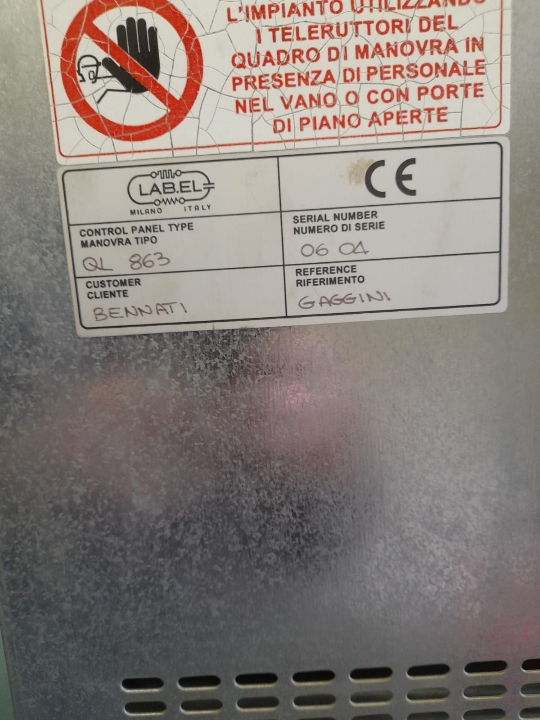 L'IMPIANTO UTILIZZANDO
I TELERUTTORI DEL
QUADRO DI MANOVRA IN
PRESENZA DI PERSONALE
NEL VANO O CON PORTE
DI PIANO APERTE
LAB.EL
MILANO ITALY
CE
CONTROL PANEL TYPE
MANOVRA TIPO
QL 863
SERIAL NUMBER
NUMERO DI SERIE
06 04
CUSTOMER
CLIENTE
BENNATI
REFERENCE
RIFERIMENTO
GAGGINI